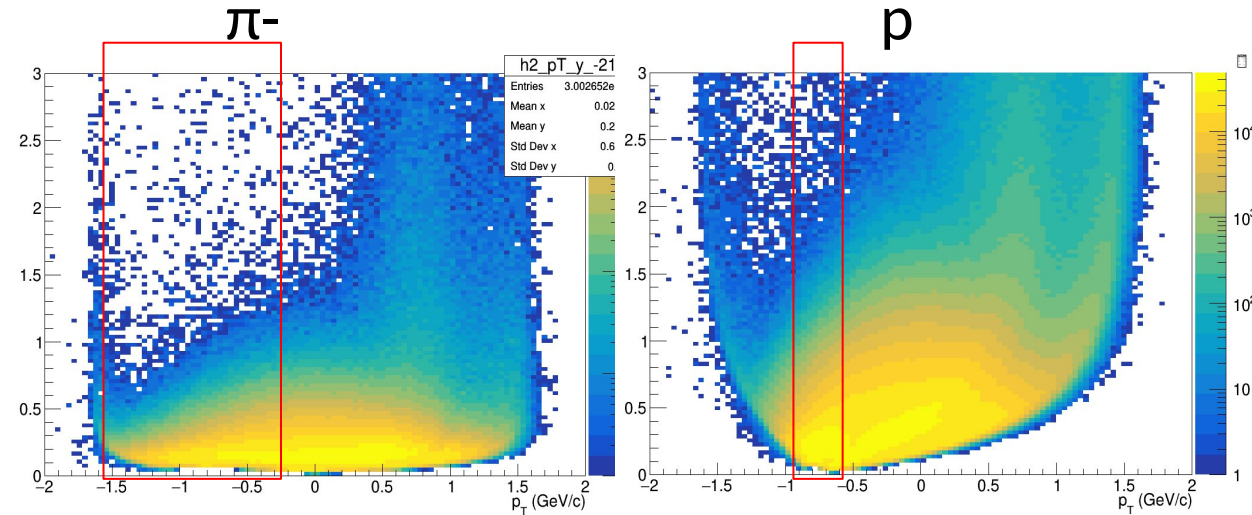 π- p
h2_pT_y_-21
Entries 3.002652e
Mean x 0.02
Mean y 0.2
Std Dev x 0.6
Std Dev y 0.
3
2.5
2
1.5
1
0.5
0
−2 −1.5 −1 −0.5 0 0.5 1 1.5 2
p_T (GeV/c)
3
2.5
2
1.5
1
0.5
0
−2 −1.5 −1 −0.5 0 0.5 1 1.5 2
p_T (GeV/c)
10⁴
10³
10²
10
1